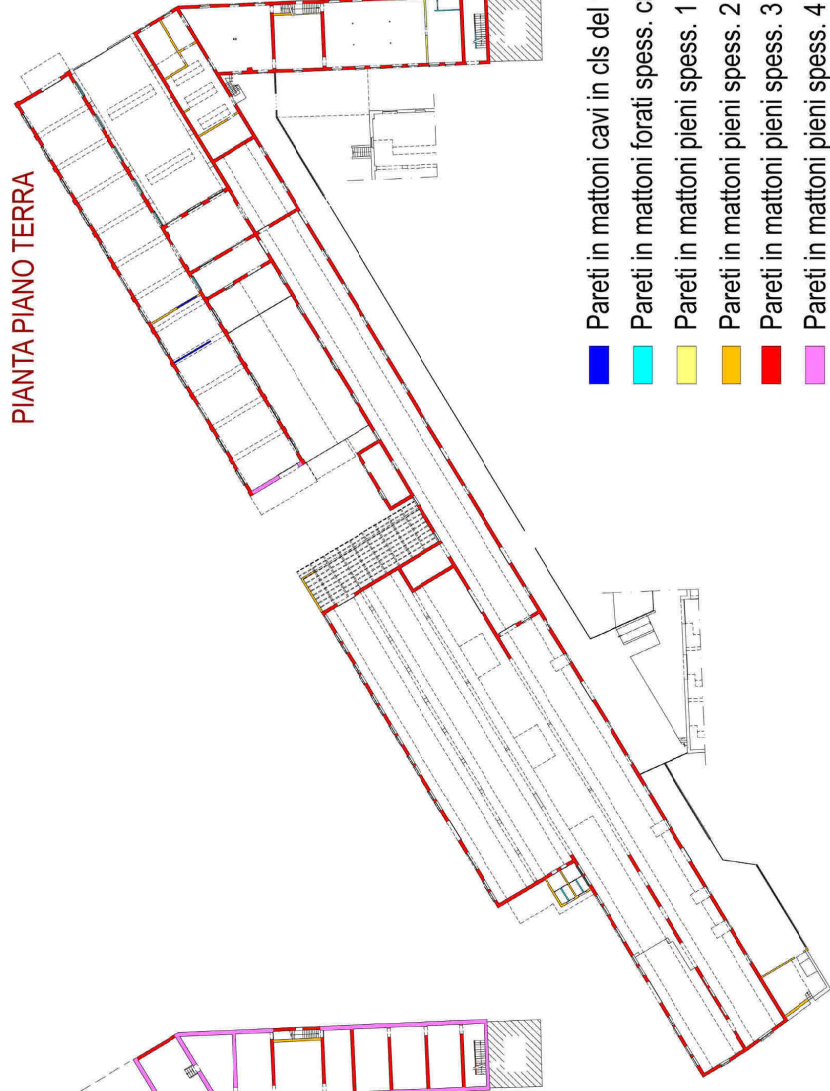 PIANTA PIANO TERRA
Pareti in mattoni cavi in cls del
Pareti in mattoni forati spess. c
Pareti in mattoni pieni spess. 1
Pareti in mattoni pieni spess. 2
Pareti in mattoni pieni spess. 3
Pareti in mattoni pieni spess. 4